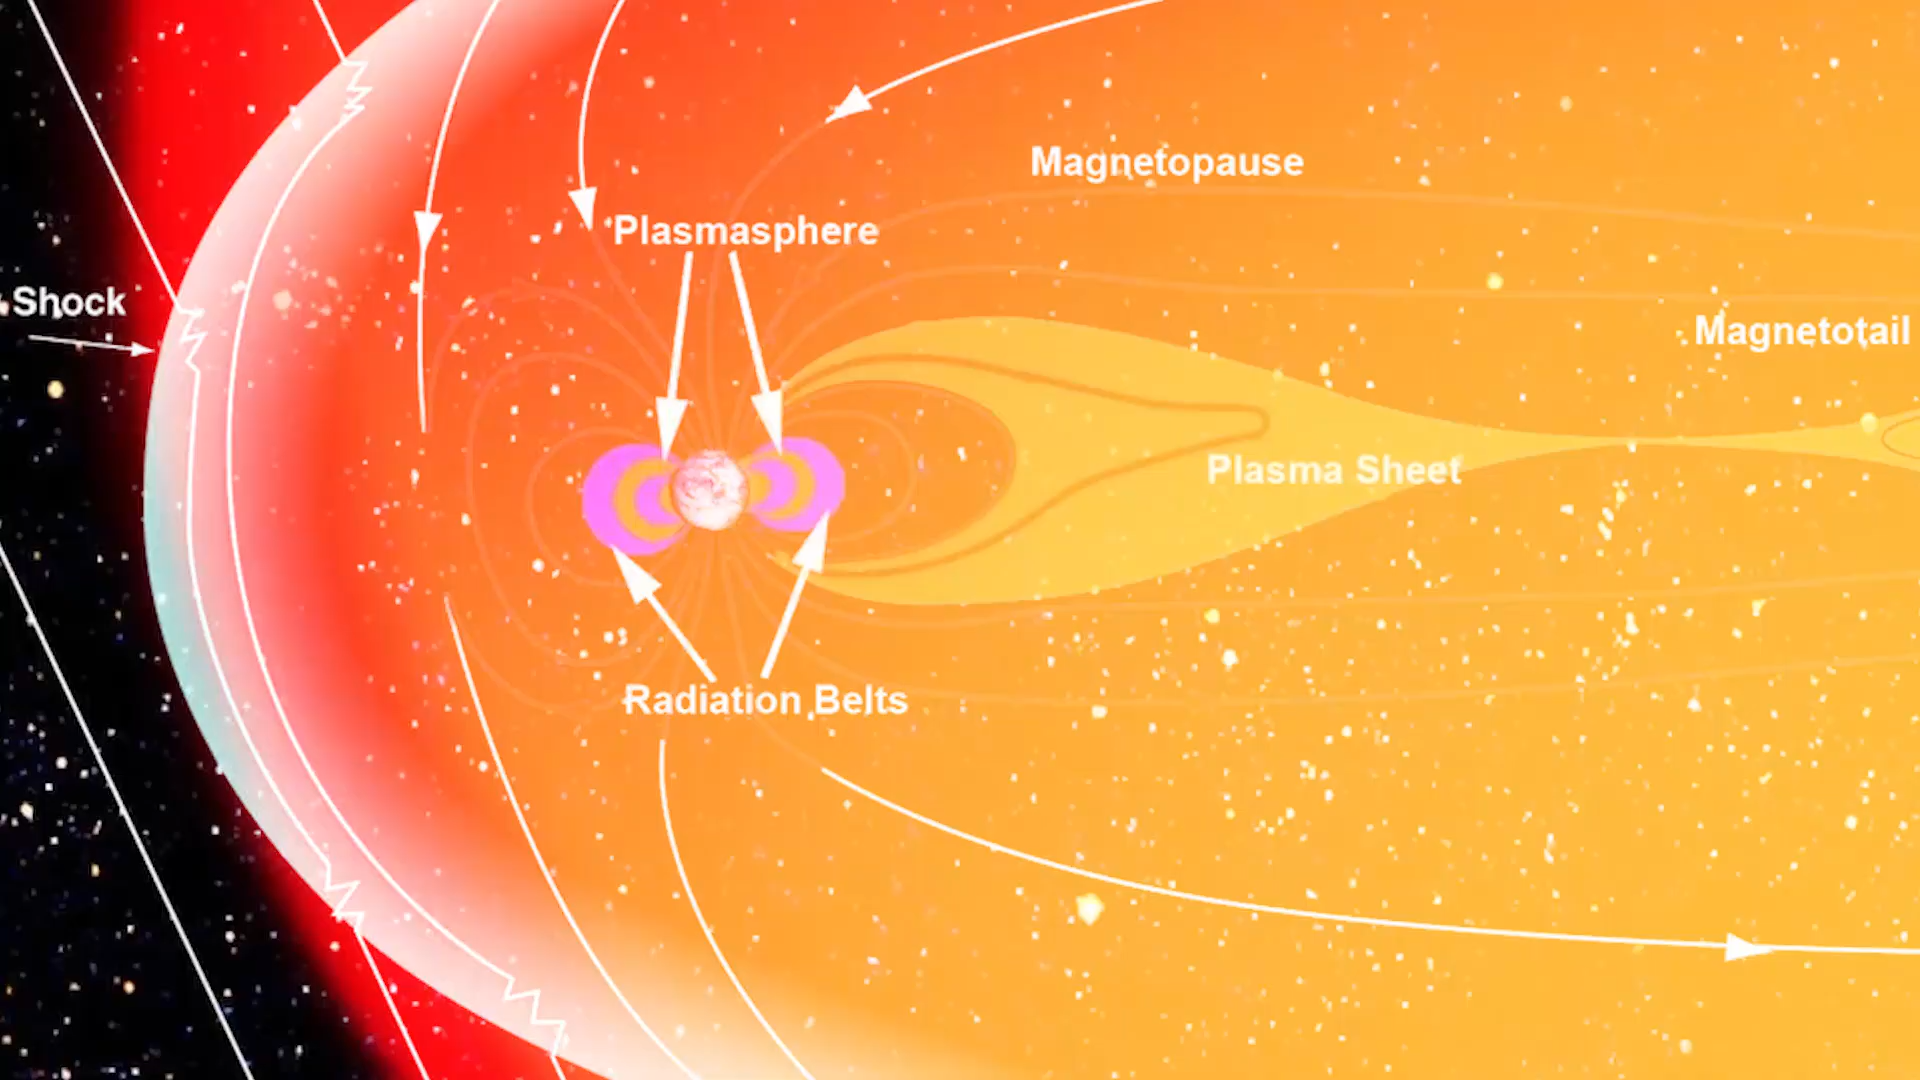 Magnetopause
Plasmasphere
Shock
Magnetotail
Plasma Sheet
Radiation Belts